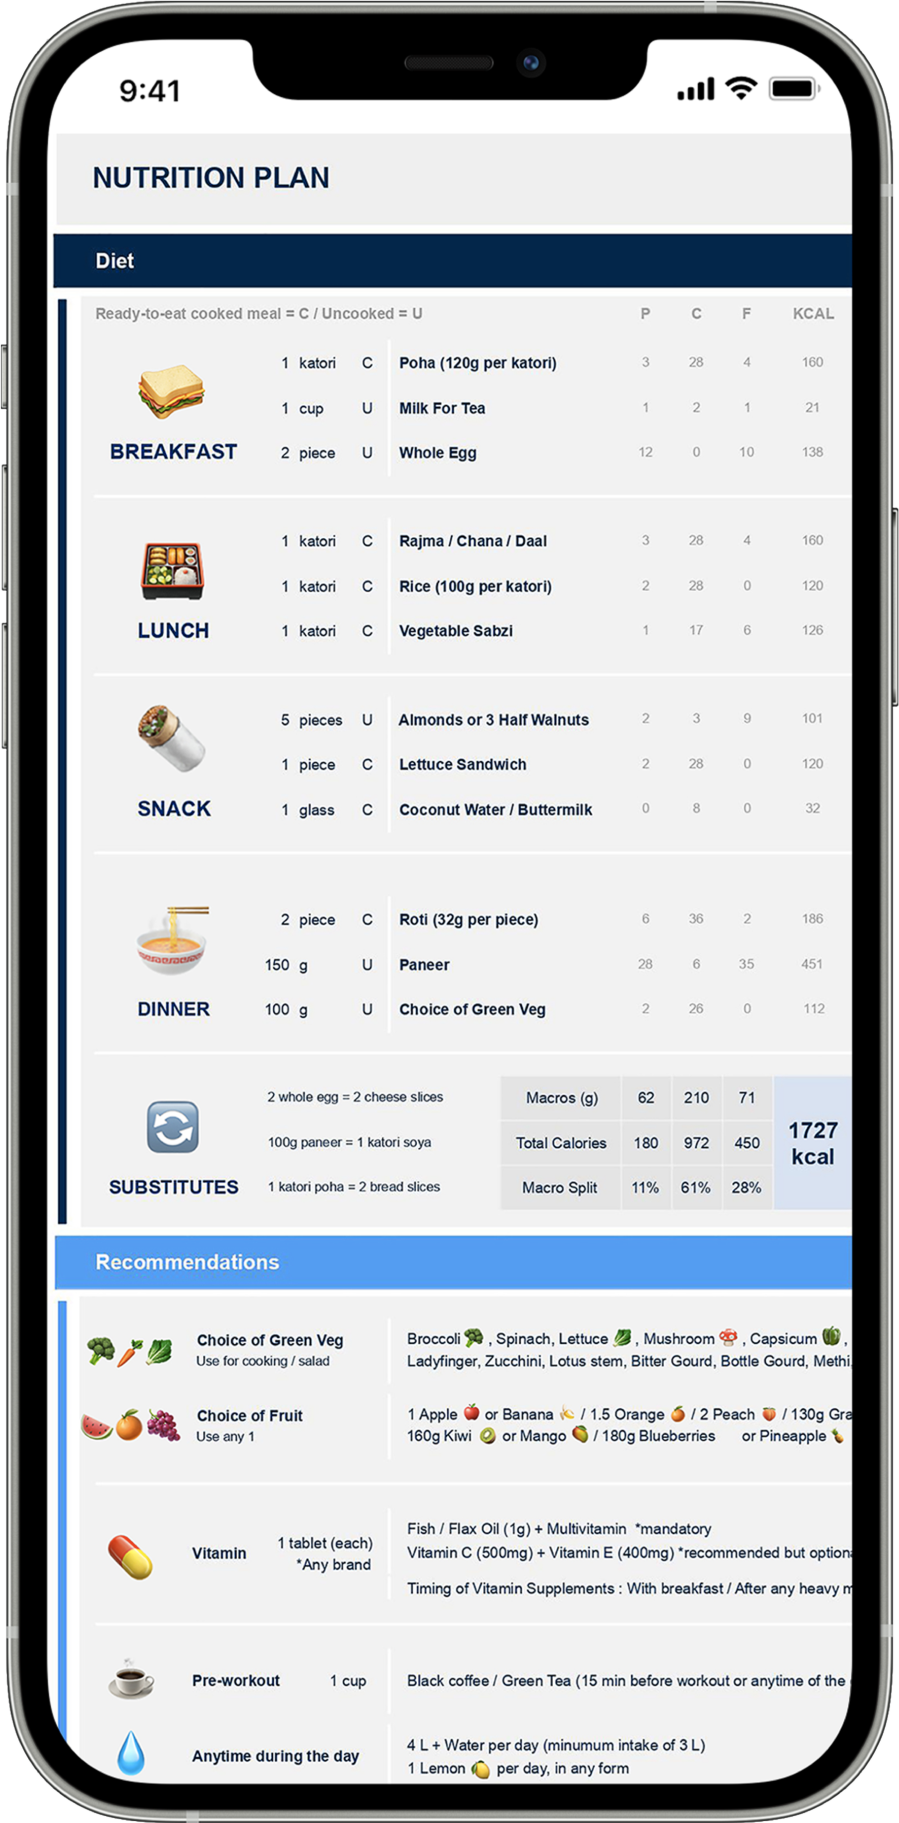 9:41
NUTRITION PLAN
Diet
Ready-to-eat cooked meal = C / Uncooked = U P C F KCAL
1 katori C Poha (120g per katori) 3 28 4 160
1 cup U Milk For Tea 1 2 1 21
BREAKFAST 2 piece U Whole Egg 12 0 10 138
1 katori C Rajma / Chana / Daal 3 28 4 160
1 katori C Rice (100g per katori) 2 28 0 120
LUNCH 1 katori C Vegetable Sabzi 1 17 6 126
5 pieces U Almonds or 3 Half Walnuts 2 3 9 101
1 piece C Lettuce Sandwich 2 28 0 120
SNACK 1 glass C Coconut Water / Buttermilk 0 8 0 32
2 piece C Roti (32g per piece) 6 36 2 186
150 g U Paneer 28 6 35 451
DINNER 100 g U Choice of Green Veg 2 26 0 112
2 whole egg = 2 cheese slices Macros (g) 62 210 71
100g paneer = 1 katori soya Total Calories 180 972 450 1727 kcal
SUBSTITUTES 1 katori poha = 2 bread slices Macro Split 11% 61% 28%
Recommendations
Choice of Green Veg Broccoli , Spinach, Lettuce , Mushroom , Capsicum ,
Use for cooking / salad Ladyfinger, Zucchini, Lotus stem, Bitter Gourd, Bottle Gourd, Methi
Choice of Fruit 1 Apple or Banana / 1.5 Orange / 2 Peach / 130g Gra
Use any 1 160g Kiwi or Mango / 180g Blueberries or Pineapple
Fish / Flax Oil (1g) + Multivitamin *mandatory
Vitamin 1 tablet (each) Vitamin C (500mg) + Vitamin E (400mg) *recommended but optiona
*Any brand
Timing of Vitamin Supplements : With breakfast / After any heavy m
Pre-workout 1 cup Black coffee / Green Tea (15 min before workout or anytime of the
Anytime during the day 4 L + Water per day (minumum intake of 3 L)
1 Lemon per day, in any form